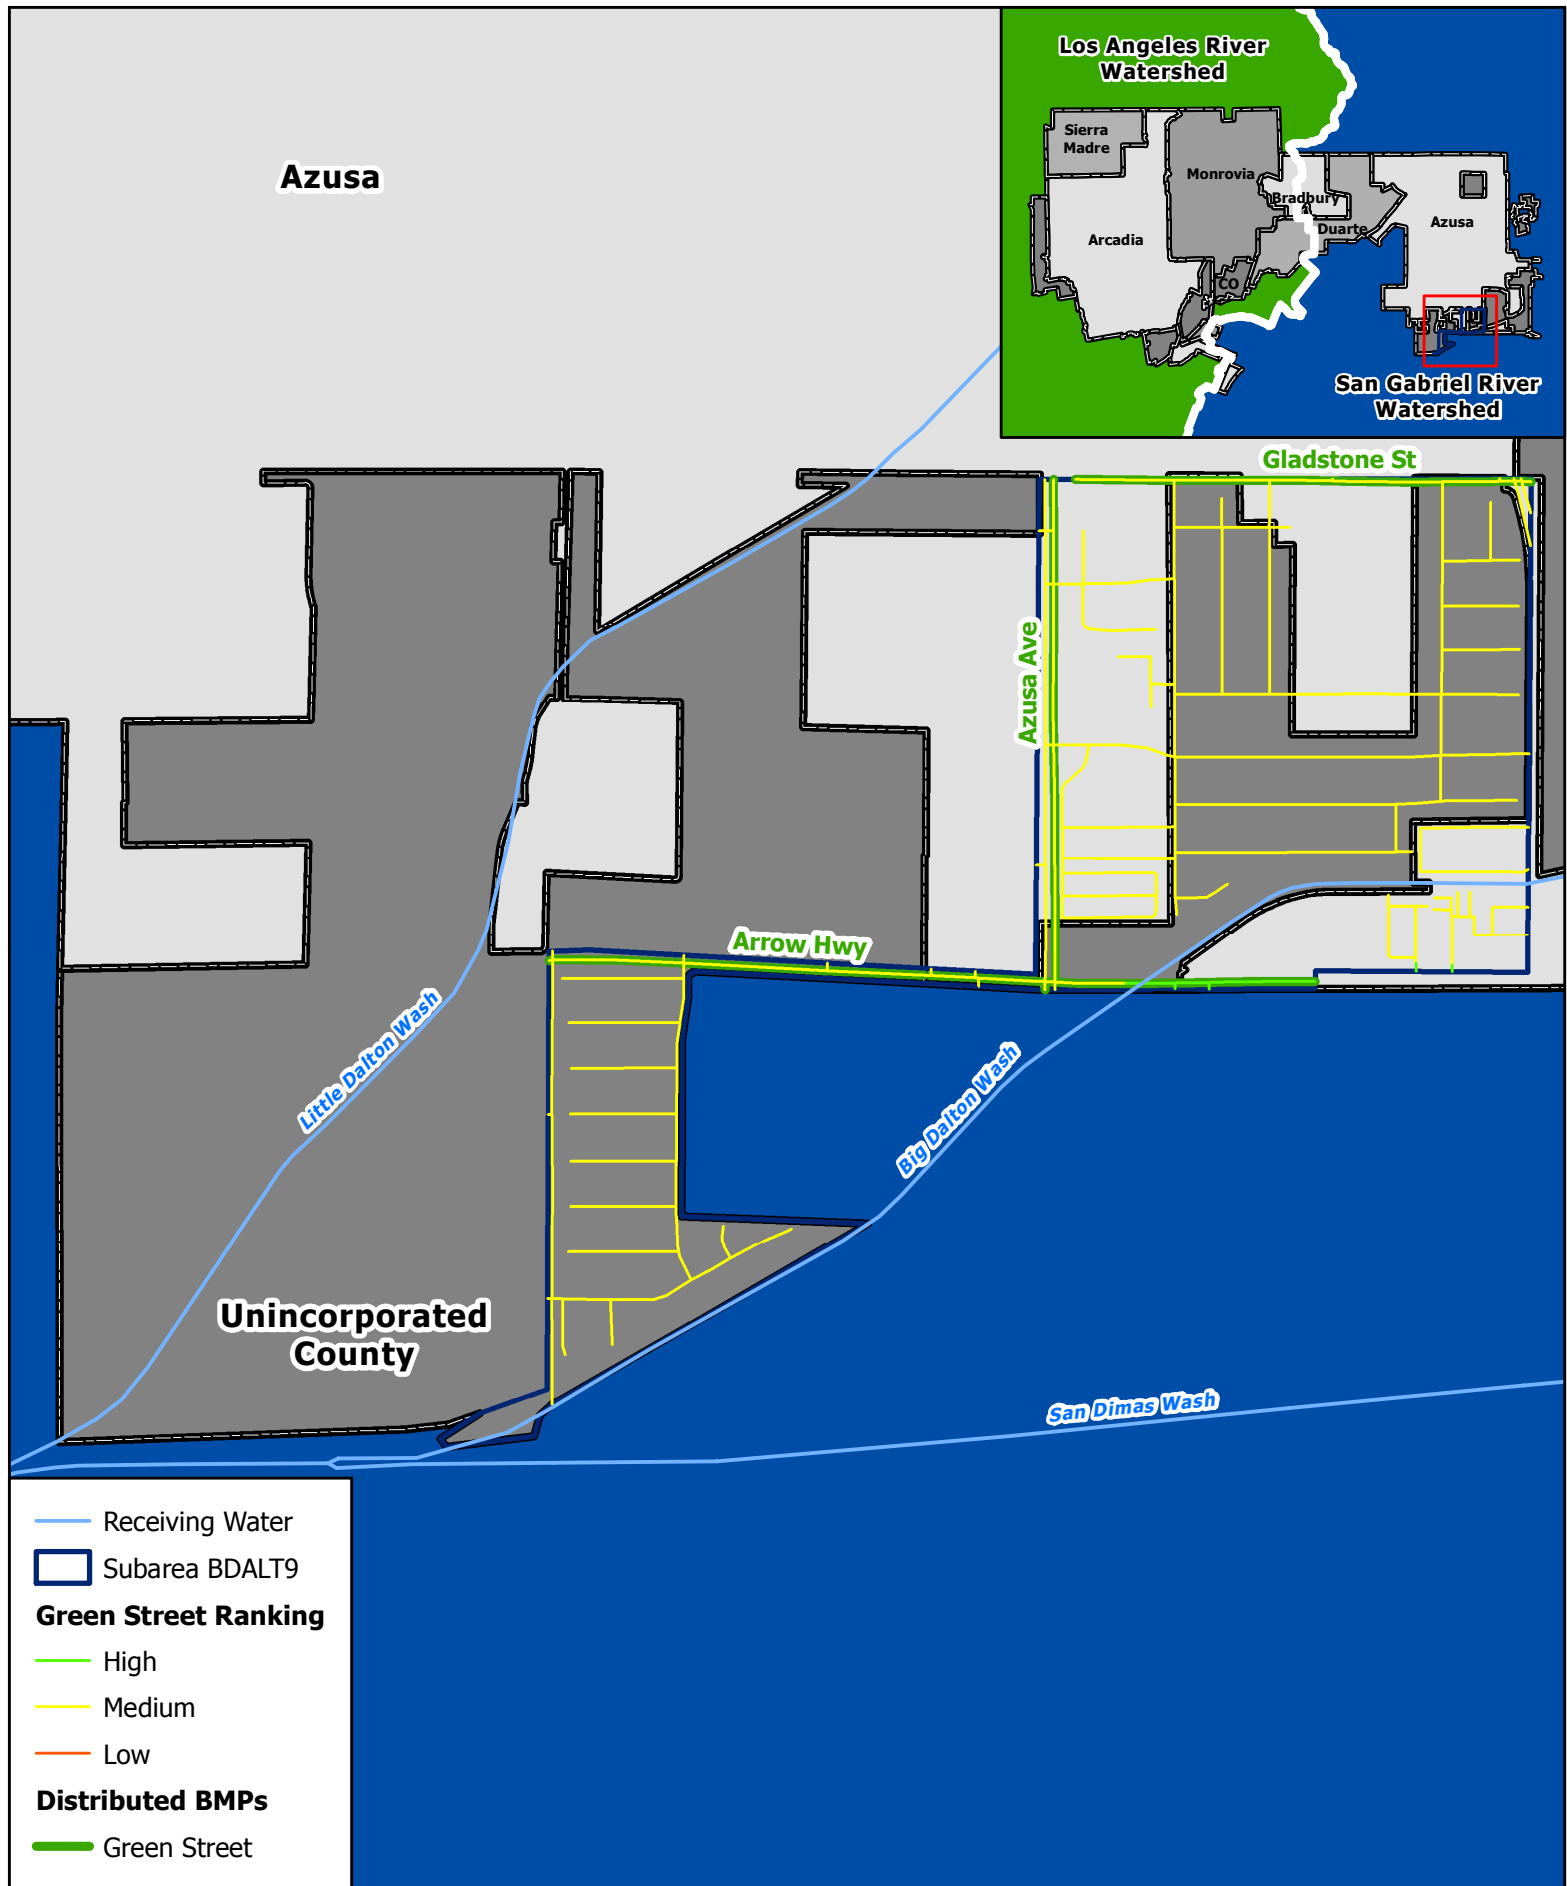 Azusa
Los Angeles River
Watershed
Sierra
Madre
Monrovia
Bradbury
Duarte
Azusa
Arcadia
CO
San Gabriel River
Watershed
Gladstone St
Azusa Ave
Arrow Hwy
Little Dalton Wash
Big Dalton Wash
Unincorporated
County
San Dimas Wash
Receiving Water
Subarea BDALT9
Green Street Ranking
High
Medium
Low
Distributed BMPs
Green Street